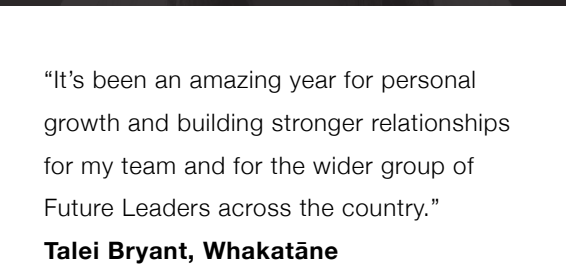 “It’s been an amazing year for personal
growth and building stronger relationships
for my team and for the wider group of
Future Leaders across the country.”
Talei Bryant, Whakatāne